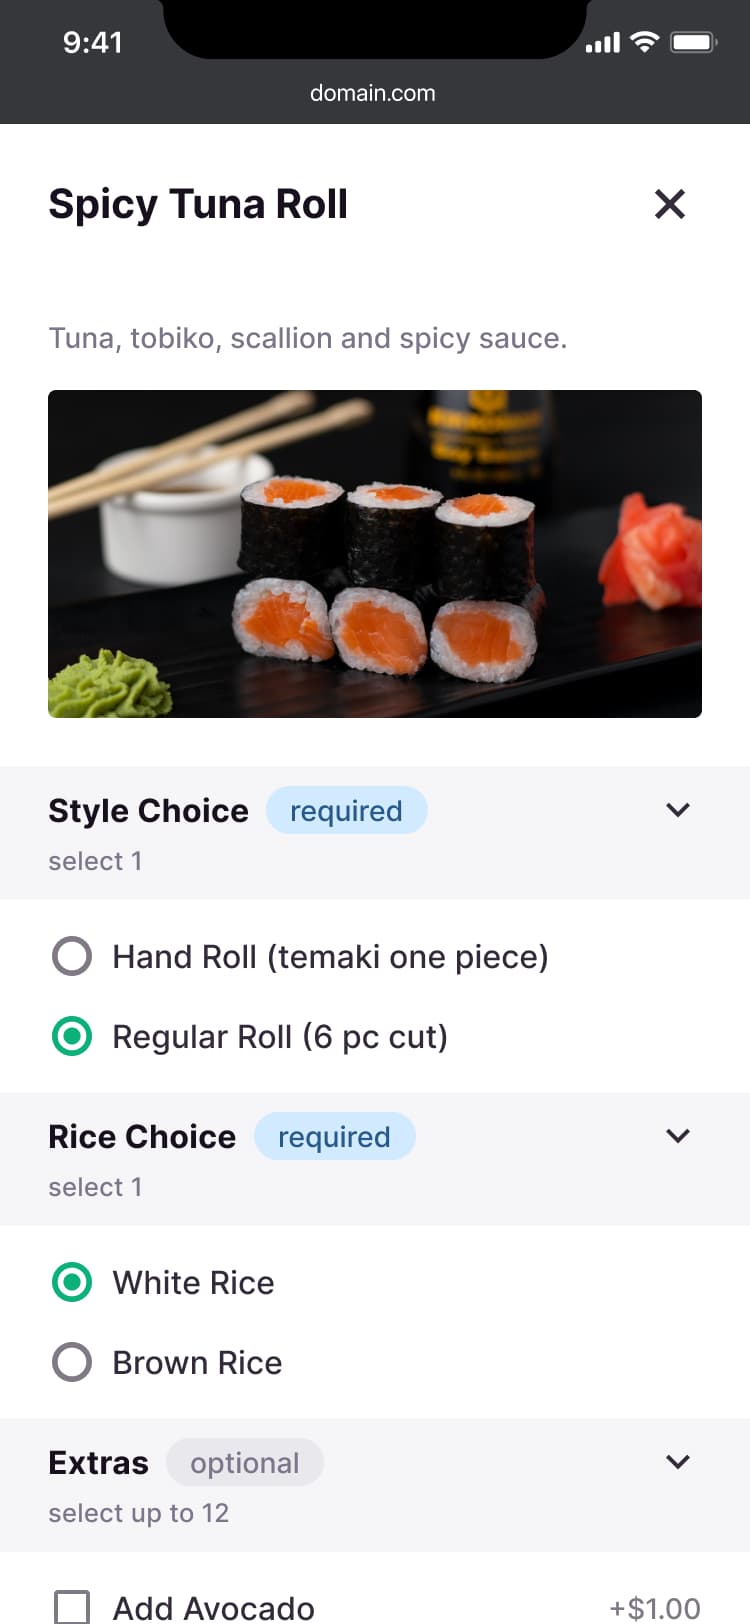 9:41
domain.com
Spicy Tuna Roll
Tuna, tobiko, scallion and spicy sauce.
Style Choice required
select 1
Hand Roll (temaki one piece)
Regular Roll (6 pc cut)
Rice Choice required
select 1
White Rice
Brown Rice
Extras optional
select up to 12
Add Avocado +$1.00